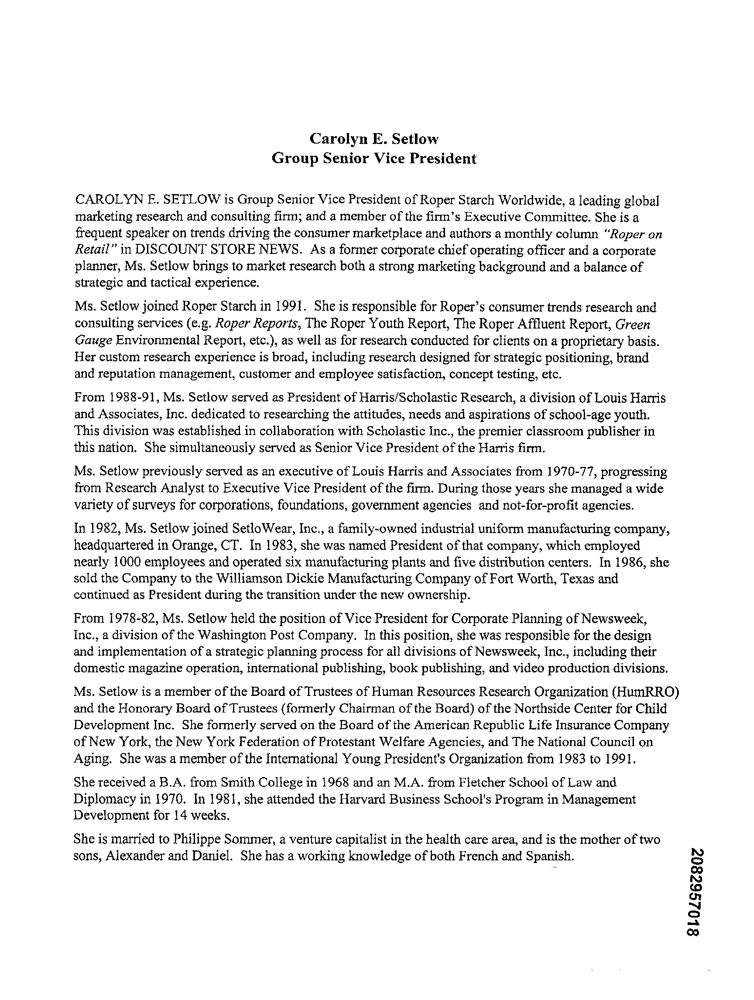 Carolyn E. Setlow
Group Senior Vice President
CAROLYN E. SETLOW is Group Senior Vice President of Roper Starch Worldwide, a leading global
marketing research and consulting firm; and a member of the firm's Executive Committee. She is a
frequent speaker on trends driving the consumer marketplace and authors a monthly column "Roper on
Retail" in DISCOUNT STORE NEWS. As a former corporate chief operating officer and a corporate
planner, Ms. Setlow brings to market research both a strong marketing background and a balance of
strategic and tactical experience.
Ms. Setlow joined Roper Starch in 1991. She is responsible for Roper's consumer trends research and
consulting services (e.g. Roper Reports, The Roper Youth Report, The Roper Affluent Report, Green
Gauge Environmental Report, etc.), as well as for research conducted for clients on a proprietary basis.
Her custom research experience is broad, including research designed for strategic positioning, brand
and reputation management, customer and employee satisfaction, concept testing, etc.
From 1988-91, Ms. Setlow served as President of Harris/Scholastic Research, a division of Louis Harris
and Associates, Inc. dedicated to researching the attitudes, needs and aspirations of school-age youth.
This division was established in collaboration with Scholastic Inc., the premier classroom publisher in
this nation. She simultaneously served as Senior Vice President of the Harris firm.
Ms. Setlow previously served as an executive of Louis Harris and Associates from 1970-77, progressing
from Research Analyst to Executive Vice President of the firm. During those years she managed a wide
variety of surveys for corporations, foundations, government agencies and not-for-profit agencies.
In 1982, Ms. Setlow joined SetloWear, Inc., a family-owned industrial uniform manufacturing company,
headquartered in Orange, CT. In 1983, she was named President of that company, which employed
nearly 1000 employees and operated six manufacturing plants and five distribution centers. In 1986, she
sold the Company to the Williamson Dickie Manufacturing Company of Fort Worth, Texas and
continued as President during the transition under the new ownership.
From 1978-82, Ms. Setlow held the position of Vice President for Corporate Planning of Newsweek,
Inc., a division of the Washington Post Company. In this position, she was responsible for the design
and implementation of a strategic planning process for all divisions of Newsweek, Inc., including their
domestic magazine operation, international publishing, book publishing, and video production divisions.
Ms. Setlow is a member of the Board of Trustees of Human Resources Research Organization (HumRRO)
and the Honorary Board of Trustees (formerly Chairman of the Board) of the Northside Center for Child
Development Inc. She formerly served on the Board of the American Republic Life Insurance Company
of New York, the New York Federation of Protestant Welfare Agencies, and The National Council on
Aging. She was a member of the International Young President's Organization from 1983 to 1991.
She received a B.A. from Smith College in 1968 and an M.A. from Fletcher School of Law and
Diplomacy in 1970. In 1981, she attended the Harvard Business School's Program in Management
Development for 14 weeks.
She is married to Philippe Sommer, a venture capitalist in the health care area, and is the mother of two
sons, Alexander and Daniel. She has a working knowledge of both French and Spanish.
2082957018